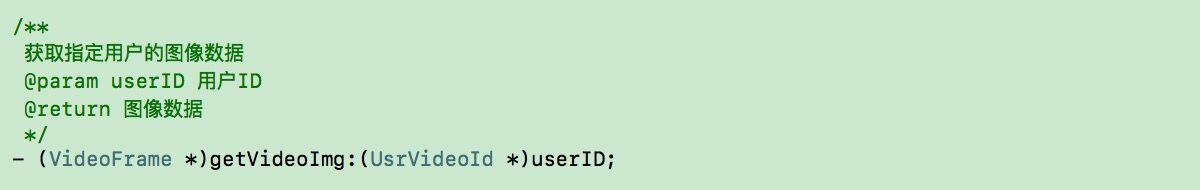 /**
获取指定用户的图像数据
@param userID 用户ID
@return 图像数据
*/
- (VideoFrame *)getVideoImg:(UsrVideoId *)userID;